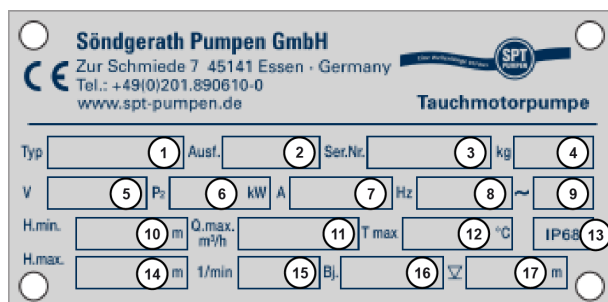 Söndgerath Pumpen GmbH
Zur Schmiede 7 45141 Essen · Germany
Tel.: +49(0)201.890610-0
www.spt-pumpen.de
SPT
PUMPEN
Tauchmotorpumpe
Typ 1 Ausf. 2 Ser.Nr. 3 kg 4
V 5 P2 6 kW A 7 Hz 8 ~ 9
H.min. 10 m Q.max. m³/h 11 T max 12 °C IP68 13
H.max. 14 m 1/min 15 Bj. 16 17 m